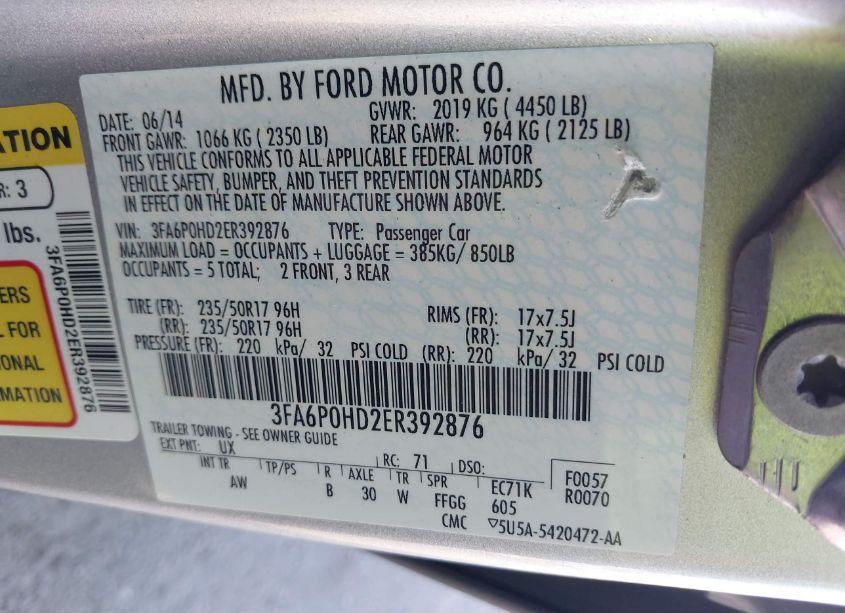 MFD. BY FORD MOTOR CO.
DATE: 06/14 GVWR: 2019 KG ( 4450 LB)
FRONT GAWR: 1066 KG ( 2350 LB) REAR GAWR: 964 KG ( 2125 LB)
THIS VEHICLE CONFORMS TO ALL APPLICABLE FEDERAL MOTOR
VEHICLE SAFETY, BUMPER, AND THEFT PREVENTION STANDARDS
IN EFFECT ON THE DATE OF MANUFACTURE SHOWN ABOVE.
VIN: 3FA6P0HD2ER392876 TYPE: Passenger Car
MAXIMUM LOAD = OCCUPANTS + LUGGAGE = 385KG/ 850LB
OCCUPANTS = 5 TOTAL; 2 FRONT, 3 REAR
TIRE (FR): 235/50R17 96H RIMS (FR): 17x7.5J
(RR): 235/50R17 96H (RR): 17x7.5J
PRESSURE (FR): 220 kPa/ 32 PSI COLD (RR): 220 kPa/ 32 PSI COLD
3FA6P0HD2ER392876
TRAILER TOWING - SEE OWNER GUIDE
EXT PNT: UX RC: 71 DSO: F0057
INT TR TP/PS R AXLE TR SPR EC71K R0070
AW B 30 W FFGG 605
CMC ▽5U5A-5420472-AA
ATION
R: 3
lbs.
ERS
L FOR
IONAL
ORMATION
3FA6P0HD2ER392876